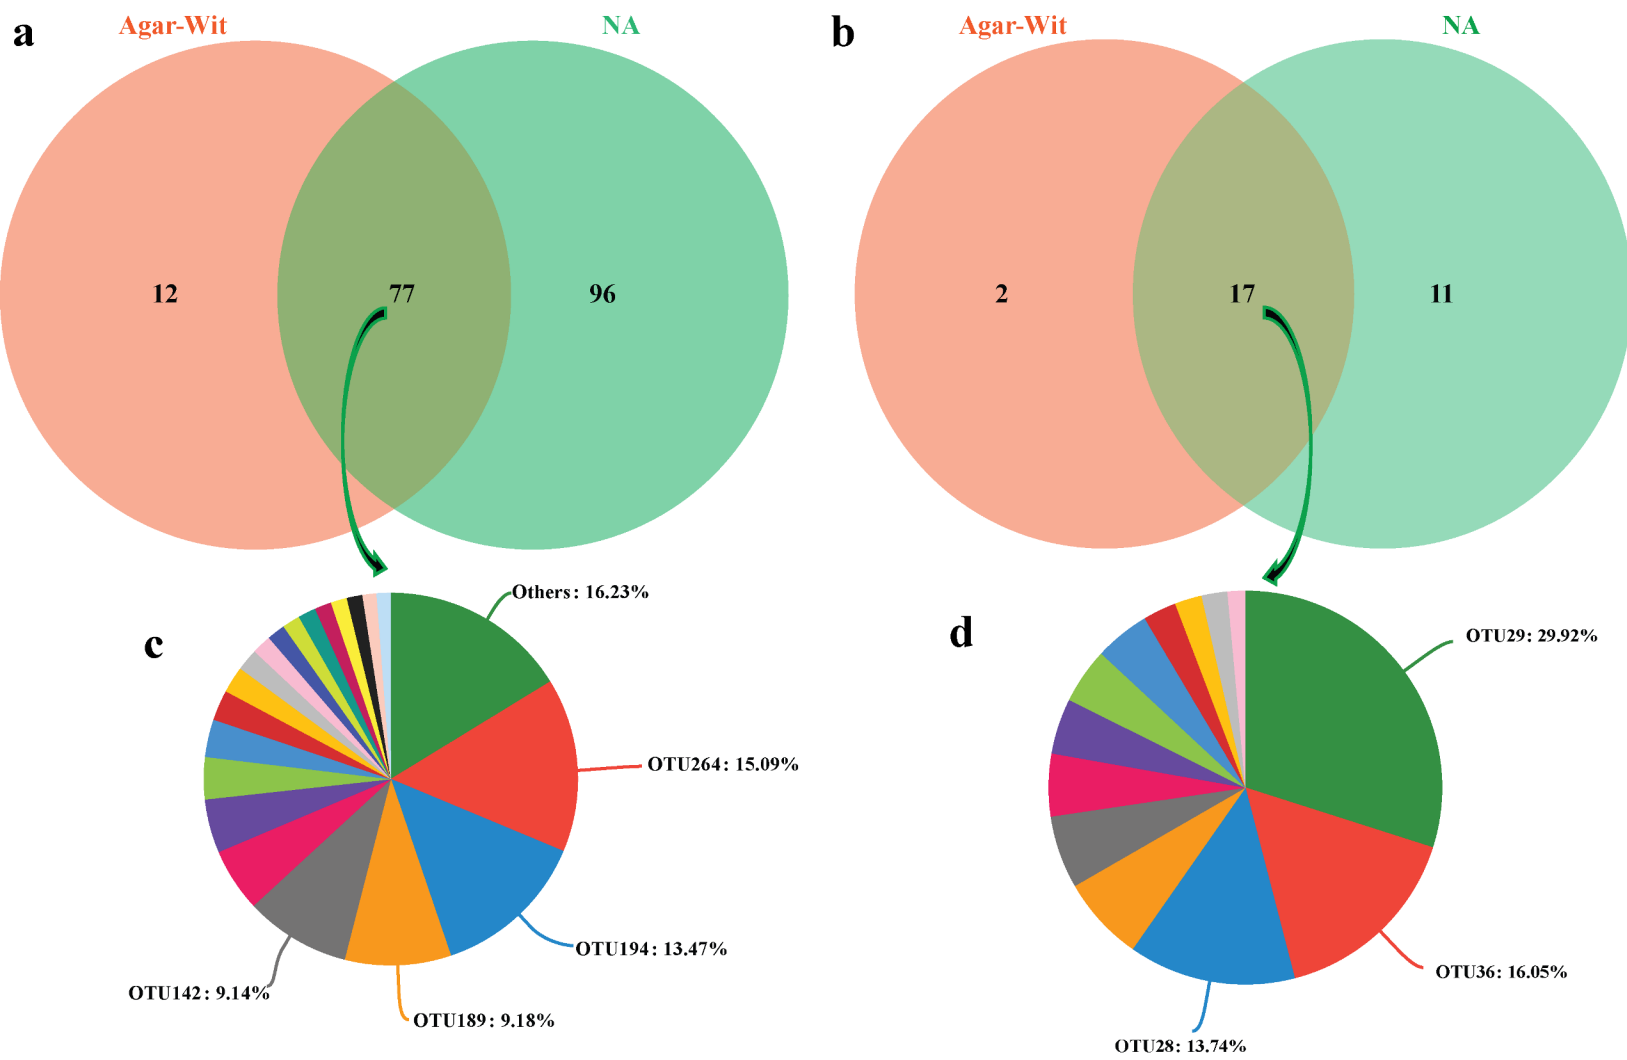 a
Agar-Wit
NA
12
77
96
b
Agar-Wit
NA
2
17
11
c
Others: 16.23%
OTU264: 15.09%
OTU194: 13.47%
OTU189: 9.18%
OTU142: 9.14%
d
OTU29: 29.92%
OTU36: 16.05%
OTU28: 13.74%